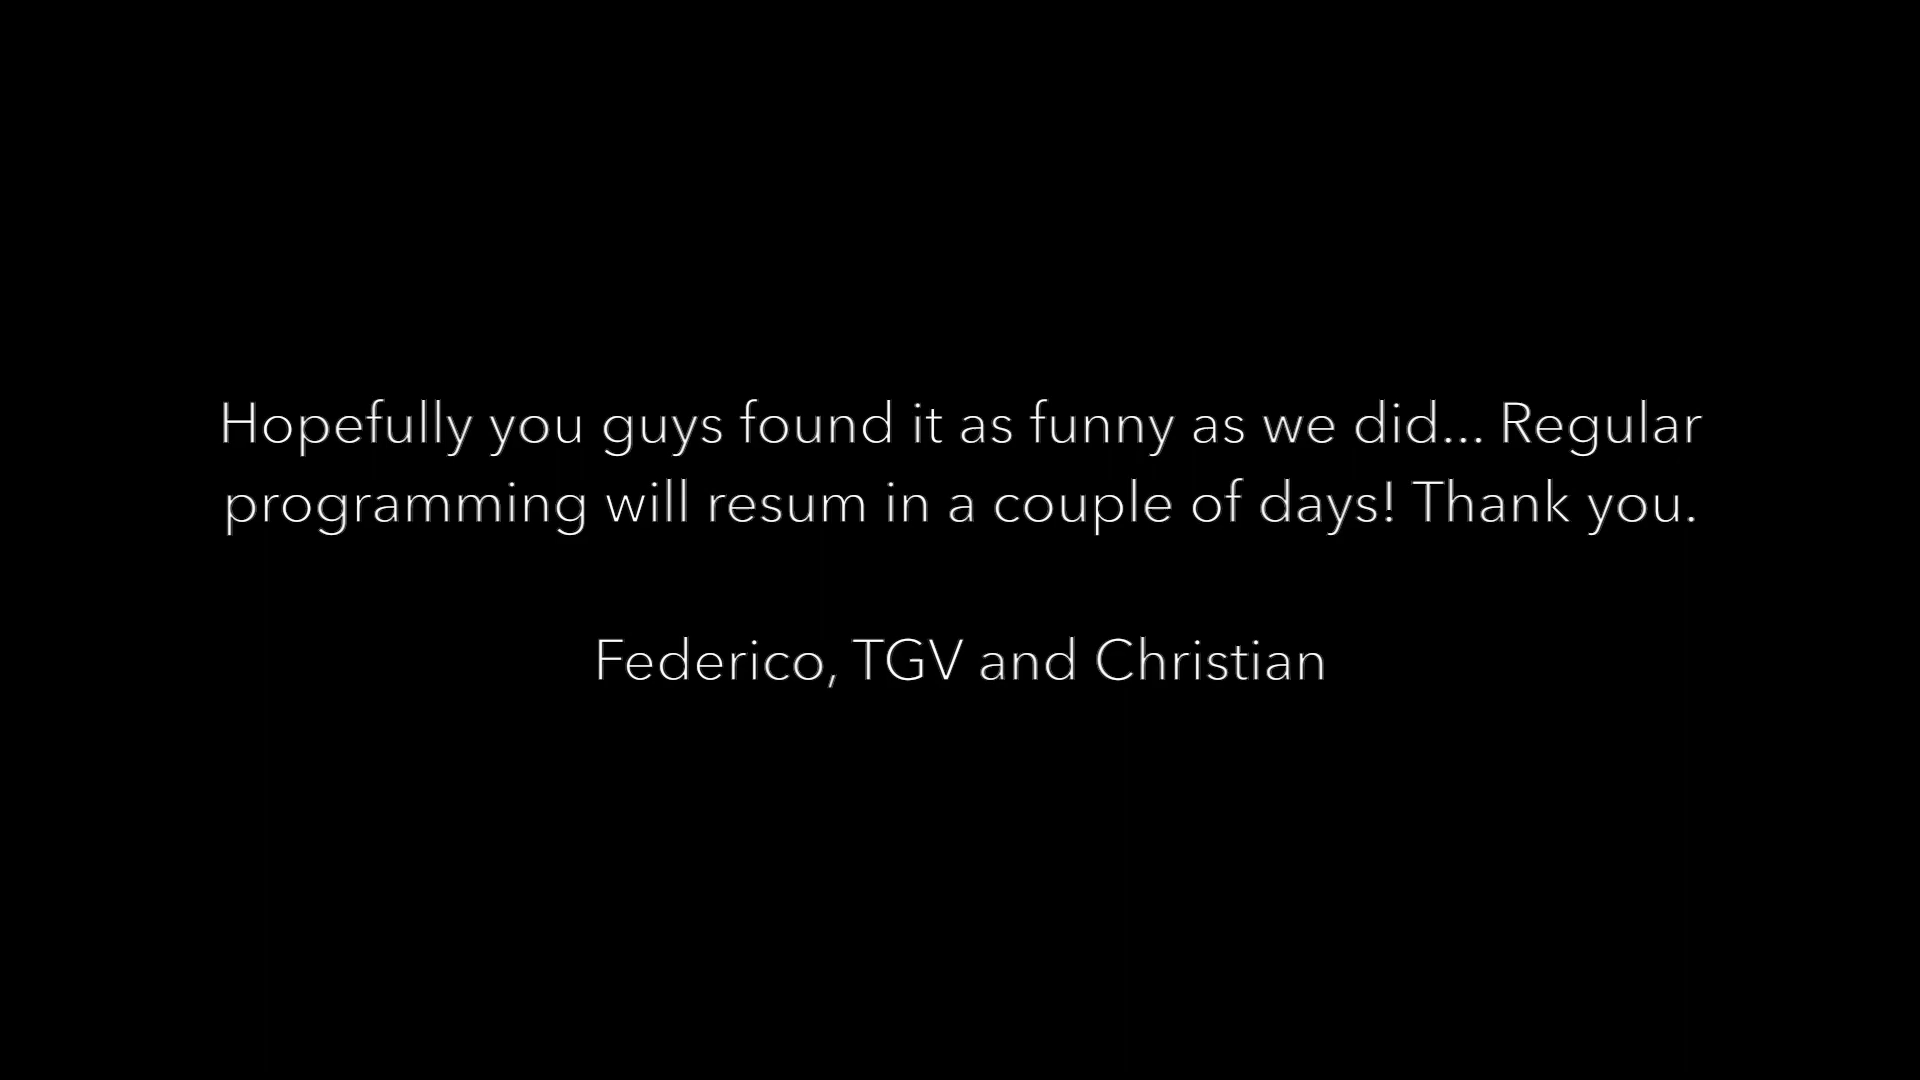 Hopefully you guys found it as funny as we did... Regular
programming will resum in a couple of days! Thank you.
Federico, TGV and Christian